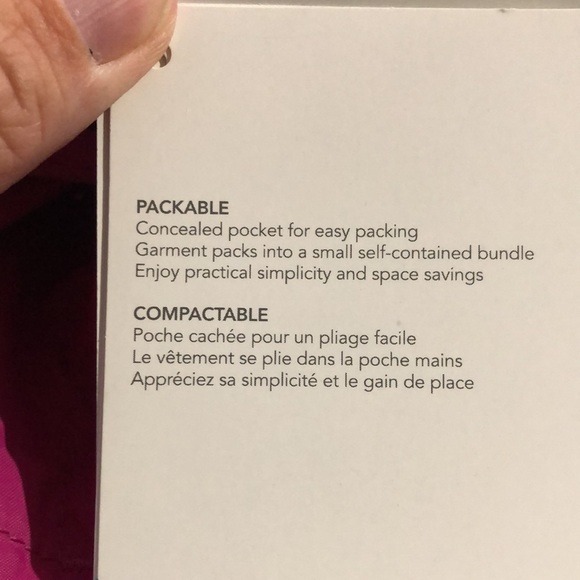 PACKABLE
Concealed pocket for easy packing
Garment packs into a small self-contained bundle
Enjoy practical simplicity and space savings
COMPACTABLE
Poche cachée pour un pliage facile
Le vêtement se plie dans la poche mains
Appréciez sa simplicité et le gain de place